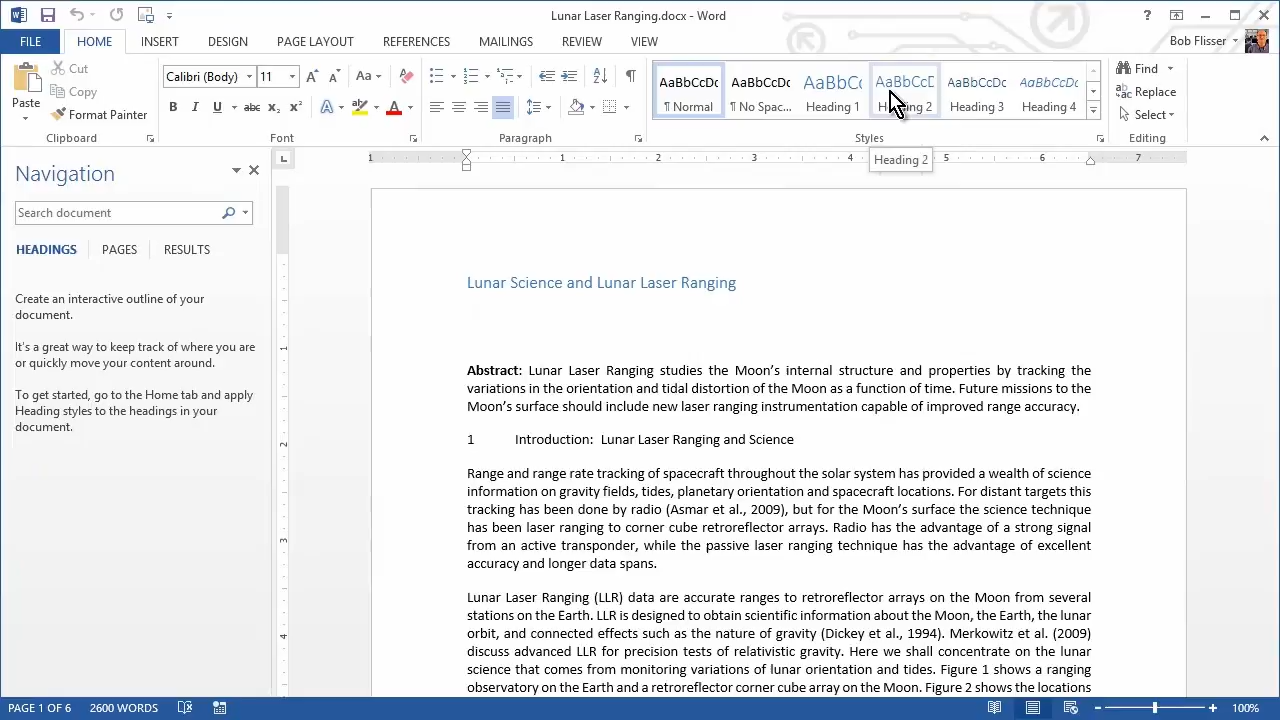 Lunar Laser Ranging.docx - Word
FILE HOME INSERT DESIGN PAGE LAYOUT REFERENCES MAILINGS REVIEW VIEW Bob Flisser
Paste
Cut
Copy
Format Painter
Clipboard
Calibri (Body) 11
Font
Paragraph
AaBbCcDc AaBbCcDc AaBbCc AaBbCcD AaBbCcDc AaBbCcDc
¶ Normal ¶ No Spac... Heading 1 Heading 2 Heading 3 Heading 4
Styles
Heading 2
Find
Replace
Select
Editing
Navigation
Search document
HEADINGS PAGES RESULTS
Create an interactive outline of your
document.
It's a great way to keep track of where you are
or quickly move your content around.
To get started, go to the Home tab and apply
Heading styles to the headings in your
document.
1 1 2 3 4 5 6 7
1
2
3
4
Lunar Science and Lunar Laser Ranging
Abstract: Lunar Laser Ranging studies the Moon’s internal structure and properties by tracking the
variations in the orientation and tidal distortion of the Moon as a function of time. Future missions to the
Moon’s surface should include new laser ranging instrumentation capable of improved range accuracy.
1 Introduction: Lunar Laser Ranging and Science
Range and range rate tracking of spacecraft throughout the solar system has provided a wealth of science
information on gravity fields, tides, planetary orientation and spacecraft locations. For distant targets this
tracking has been done by radio (Asmar et al., 2009), but for the Moon’s surface the science technique
has been laser ranging to corner cube retroreflector arrays. Radio has the advantage of a strong signal
from an active transponder, while the passive laser ranging technique has the advantage of excellent
accuracy and longer data spans.
Lunar Laser Ranging (LLR) data are accurate ranges to retroreflector arrays on the Moon from several
stations on the Earth. LLR is designed to obtain scientific information about the Moon, the Earth, the lunar
orbit, and connected effects such as the nature of gravity (Dickey et al., 1994). Merkowitz et al. (2009)
discuss advanced LLR for precision tests of relativistic gravity. Here we shall concentrate on the lunar
science that comes from monitoring variations of lunar orientation and tides. Figure 1 shows a ranging
observatory on the Earth and a retroreflector corner cube array on the Moon. Figure 2 shows the locations
PAGE 1 OF 6 2600 WORDS 100%